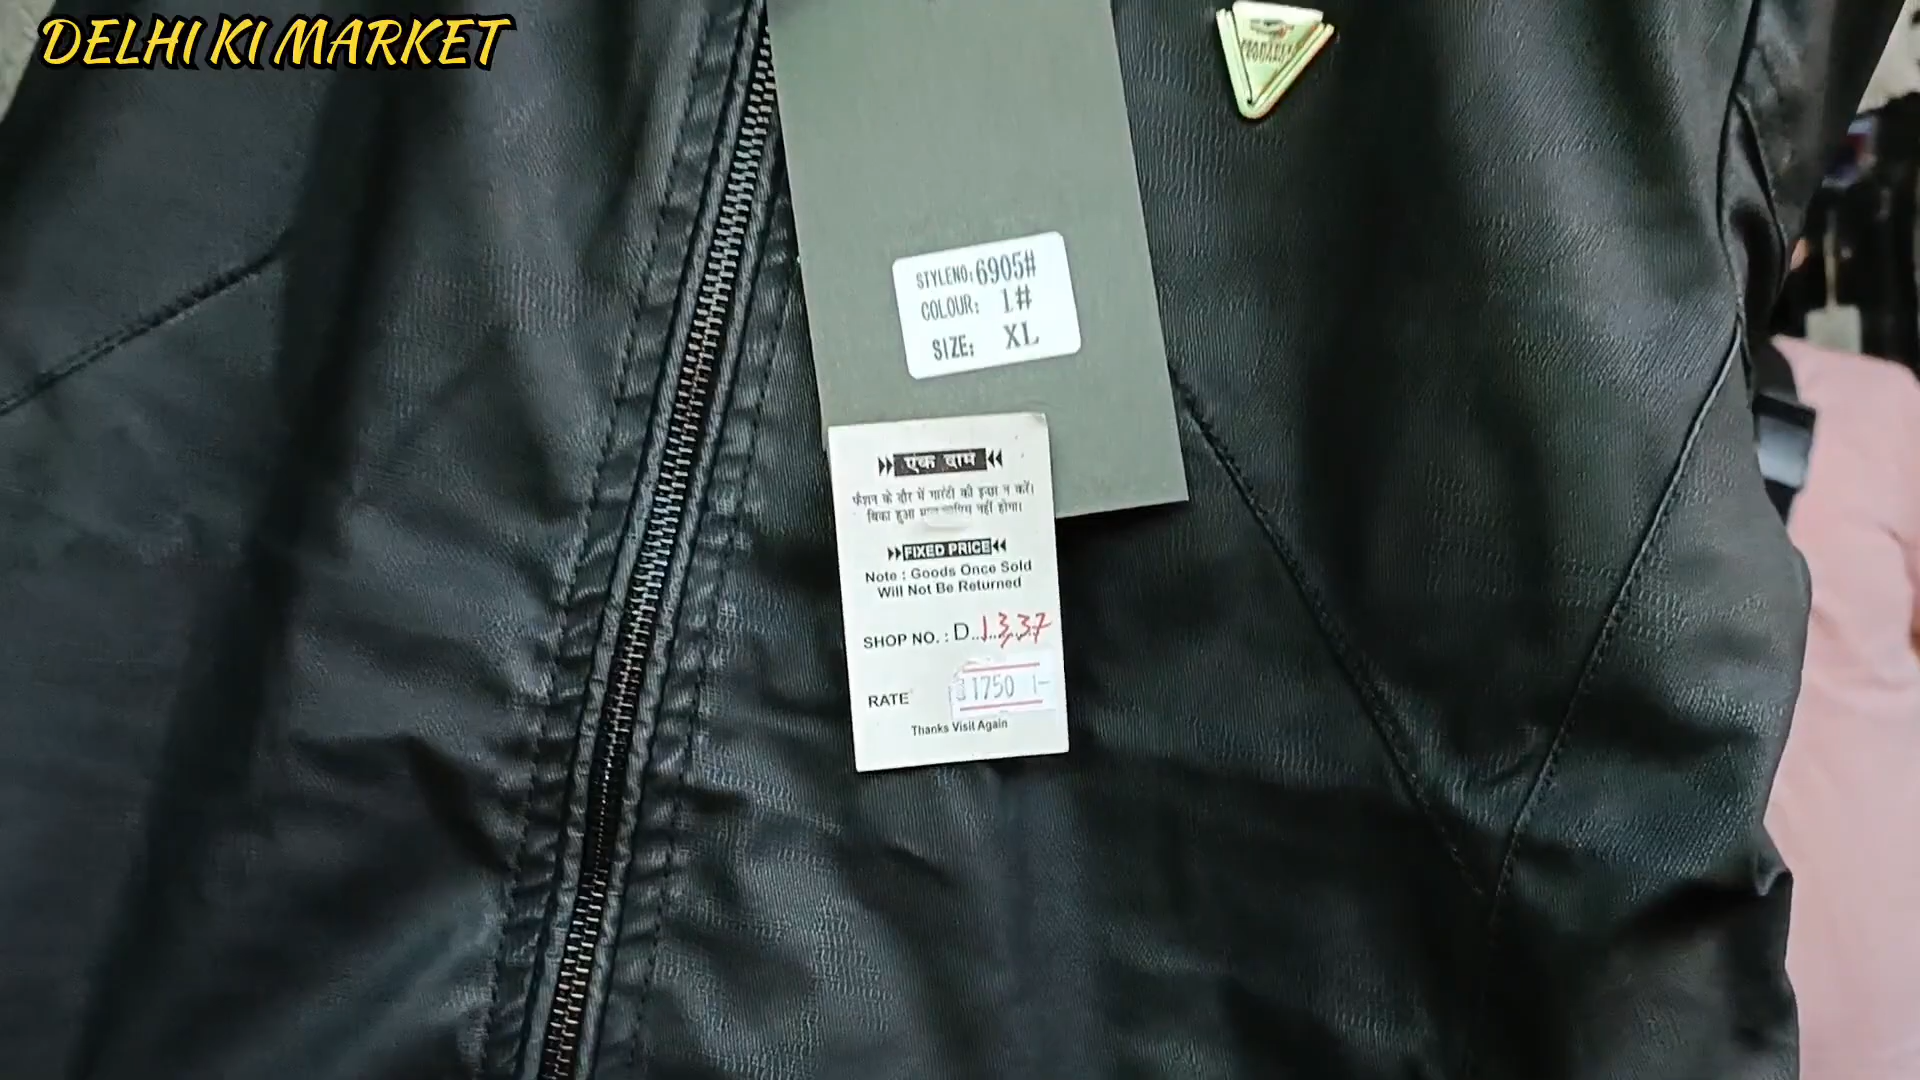 DELHI KI MARKET
STYLENO: 6905#
COLOUR: 1#
SIZE: XL
एक दाम
फैशन के दौर में गारंटी की इच्छा न करें।
बिका हुआ नहीं होगा।
FIXED PRICE
Note : Goods Once Sold
Will Not Be Returned
SHOP NO. : D 1337
RATE 1750 /-
Thanks Visit Again